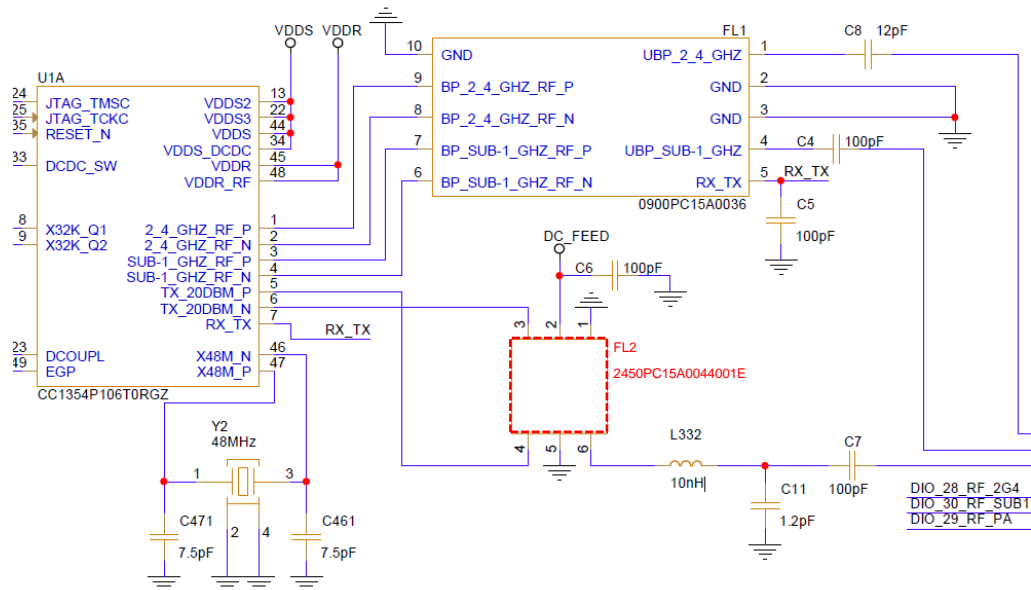 VDDS VDDR
U1A
24 JTAG_TMSC VDDS2 13
25 JTAG_TCKC VDDS3 22
35 RESET_N VDDS 44
VDDS_DCDC 34
33 DCDC_SW VDDR 45
VDDR_RF 48
8 X32K_Q1 2_4_GHZ_RF_P 1
9 X32K_Q2 2_4_GHZ_RF_N 2
SUB-1_GHZ_RF_P 3
SUB-1_GHZ_RF_N 4
TX_20DBM_P 5
TX_20DBM_N 6
RX_TX 7
RX_TX
23 DCOUPL X48M_N 46
49 EGP X48M_P 47
CC1354P106T0RGZ
FL1
10 GND UBP_2_4_GHZ 1
9 BP_2_4_GHZ_RF_P GND 2
8 BP_2_4_GHZ_RF_N GND 3
7 BP_SUB-1_GHZ_RF_P UBP_SUB-1_GHZ 4
6 BP_SUB-1_GHZ_RF_N RX_TX 5
0900PC15A0036
C8 12pF
C4 100pF
RX_TX
C5
100pF
DC_FEED
C6 100pF
3 2 1
FL2
2450PC15A0044001E
4 5 6
L332
10nH
C7
100pF
C11
1.2pF
DIO_28_RF_2G4
DIO_30_RF_SUB1
DIO_29_RF_PA
Y2
48MHz
1 3
2 4
C471
7.5pF
C461
7.5pF